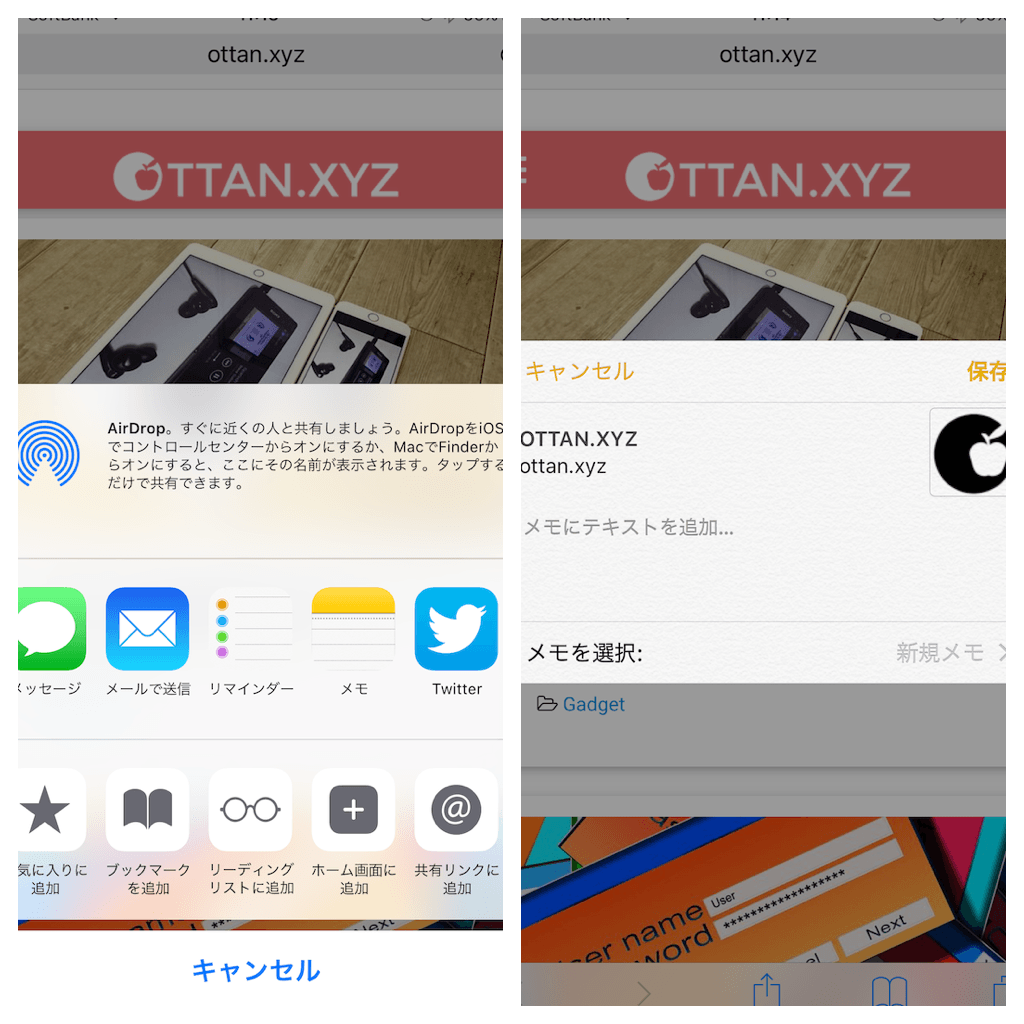 ottan.xyz
OTTAN.XYZ
AirDrop。すぐに近くの人と共有しましょう。AirDropをiOS
でコントロールセンターからオンにするか、MacでFinderか
らオンにすると、ここにその名前が表示されます。タップする
だけで共有できます。
メッセージ
メールで送信
リマインダー
メモ
Twitter
気に入りに
追加
ブックマーク
を追加
リーディング
リストに追加
ホーム画面に
追加
@
共有リンクに
追加
キャンセル
ottan.xyz
OTTAN.XYZ
キャンセル
保存
OTTAN.XYZ
ottan.xyz
メモにテキストを追加...
メモを選択:
新規メモ
Gadget
User
****************
Next